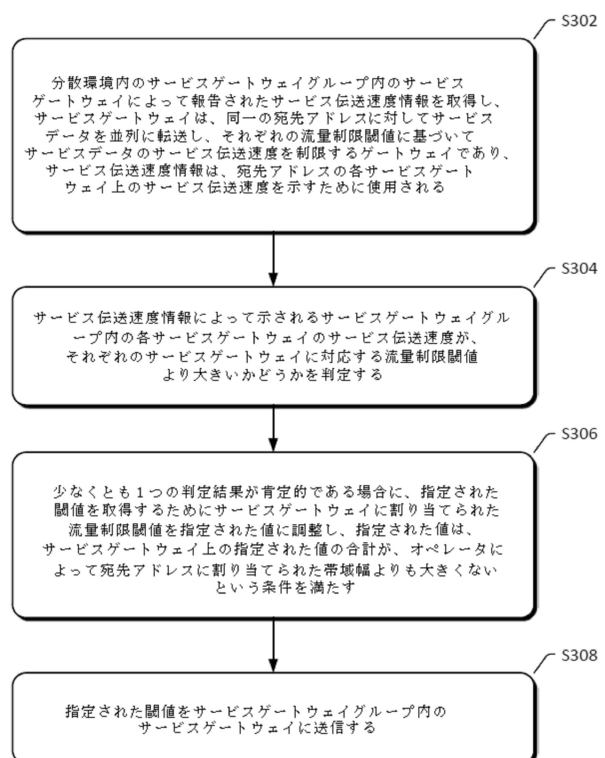 S302
分散環境内のサービスゲートウェイグループ内のサービス
ゲートウェイによって報告されたサービス伝送速度情報を取得し、
サービスゲートウェイは、同一の宛先アドレスに対してサービス
データを並列に転送し、それぞれの流量制限閾値に基づいて
サービスデータのサービス伝送速度を制限するゲートウェイであり、
サービス伝送速度情報は、宛先アドレスの各サービスゲート
ウェイ上のサービス伝送速度を示すために使用される
S304
サービス伝送速度情報によって示されるサービスゲートウェイグル
ープ内の各サービスゲートウェイのサービス伝送速度が、
それぞれのサービスゲートウェイに対応する流量制限閾値
より大きいかどうかを判定する
S306
少なくとも1つの判定結果が肯定的である場合に、指定された
閾値を取得するためにサービスゲートウェイに割り当てられた
流量制限閾値を指定された値に調整し、指定された値は、
サービスゲートウェイ上の指定された値の合計が、オペレータに
よって宛先アドレスに割り当てられた帯域幅よりも大きくない
という条件を満たす
S308
指定された閾値をサービスゲートウェイグループ内の
サービスゲートウェイに送信する